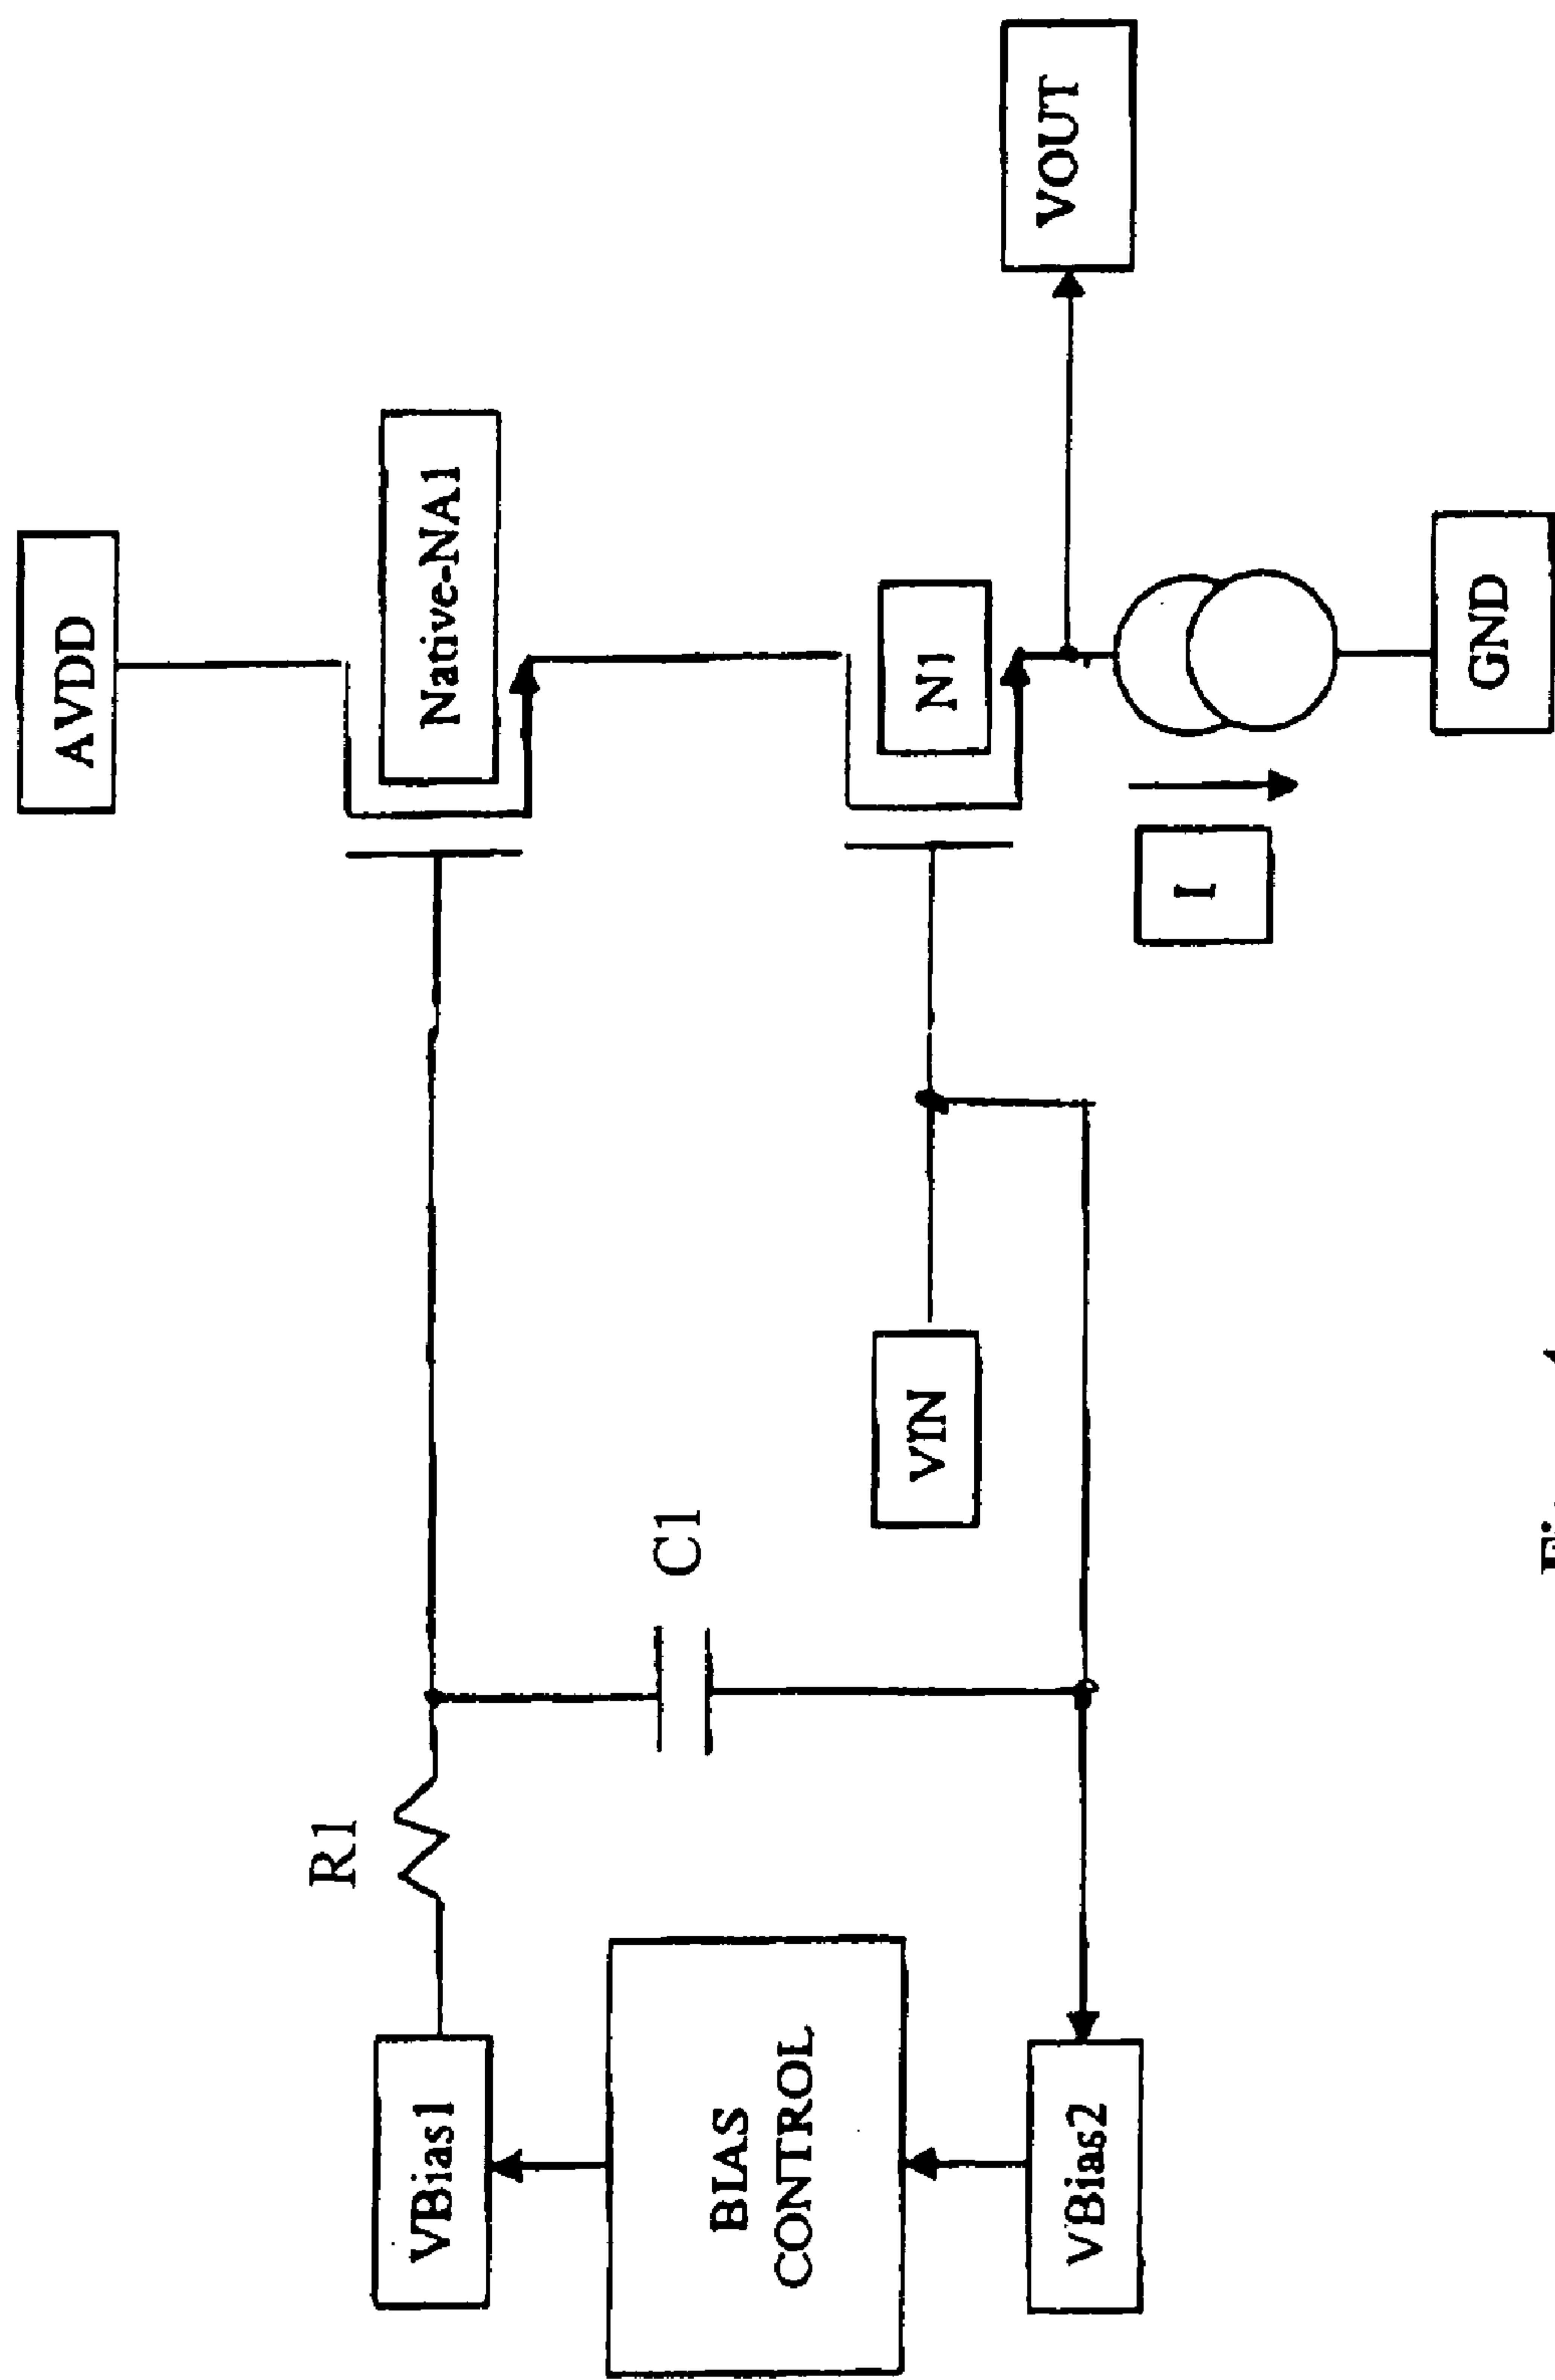 AVDD
Native-NA1
VOUT
N1
I
GND
VIN
C1
R1
VBias1
BIAS
CONTROL
VBias2